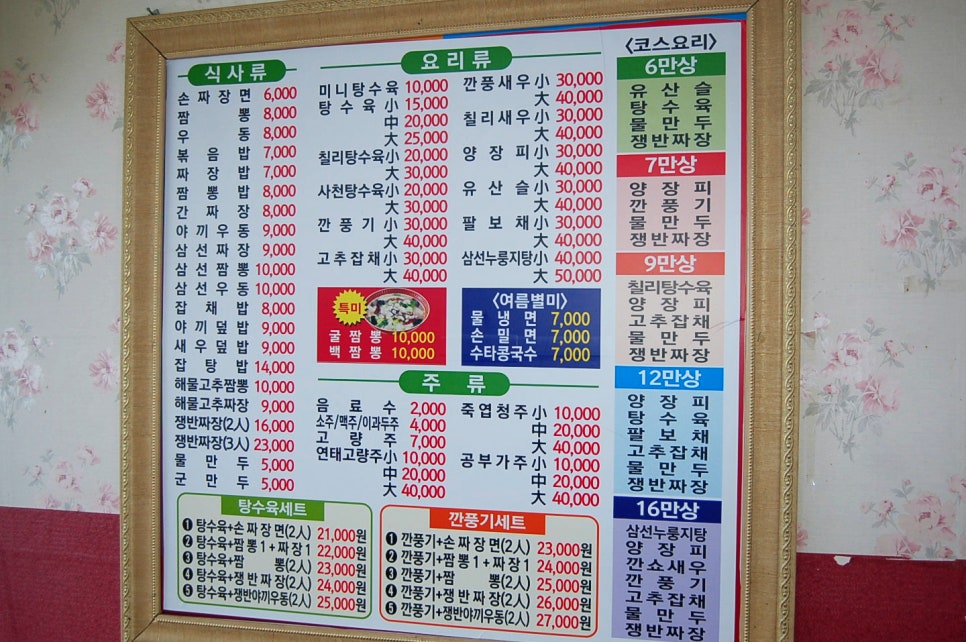 식사류
손짜장면 6,000
짬뽕 8,000
우동 8,000
볶음밥 7,000
짜장밥 7,000
짬뽕밥 8,000
간짜장 8,000
야끼우동 9,000
삼선짜장 9,000
삼선짬뽕 10,000
삼선우동 10,000
잡채밥 8,000
야끼덮밥 9,000
새우덮밥 9,000
잡탕밥 14,000
해물고추짬뽕 10,000
해물고추짜장 9,000
쟁반짜장(2人) 16,000
쟁반짜장(3人) 23,000
물만두 5,000
군만두 5,000
요리류
미니탕수육 10,000
탕수육 小 15,000
中 20,000
大 25,000
칠리탕수육 小 20,000
大 30,000
사천탕수육 小 20,000
大 30,000
깐풍기 小 30,000
大 40,000
고추잡채 小 30,000
大 40,000
깐풍새우 小 30,000
大 40,000
칠리새우 小 30,000
大 40,000
양장피 小 30,000
大 40,000
유산슬 小 30,000
大 40,000
팔보채 小 30,000
大 40,000
삼선누룽지탕 小 40,000
大 50,000
특미
굴짬뽕 10,000
백짬뽕 10,000
〈여름별미〉
물냉면 7,000
손밀면 7,000
수타콩국수 7,000
주류
음료수 2,000
소주/맥주/이과두주 4,000
고량주 7,000
연태고량주 小 10,000
中 20,000
大 40,000
죽엽청주 小 10,000
中 20,000
大 40,000
공부가주 小 10,000
中 20,000
大 40,000
탕수육세트
❶ 탕수육+손짜장면(2人) 21,000원
❷ 탕수육+짬뽕1+짜장1 22,000원
❸ 탕수육+짬뽕(2人) 23,000원
❹ 탕수육+쟁반짜장(2人) 24,000원
❺ 탕수육+쟁반야끼우동(2人) 25,000원
깐풍기세트
❶ 깐풍기+손짜장면(2人) 23,000원
❷ 깐풍기+짬뽕1+짜장1 24,000원
❸ 깐풍기+짬뽕(2人) 25,000원
❹ 깐풍기+쟁반짜장(2人) 26,000원
❺ 깐풍기+쟁반야끼우동(2人) 27,000원
〈코스요리〉
6만상
유산슬
탕수육
물만두
쟁반짜장
7만상
양장피
깐풍기
물만두
쟁반짜장
9만상
칠리탕수육
양장피
고추잡채
물만두
쟁반짜장
12만상
양장피
탕수육
팔보채
고추잡채
물만두
쟁반짜장
16만상
삼선누룽지탕
양장피
깐쇼새우
깐풍기
고추잡채
물만두
쟁반짜장